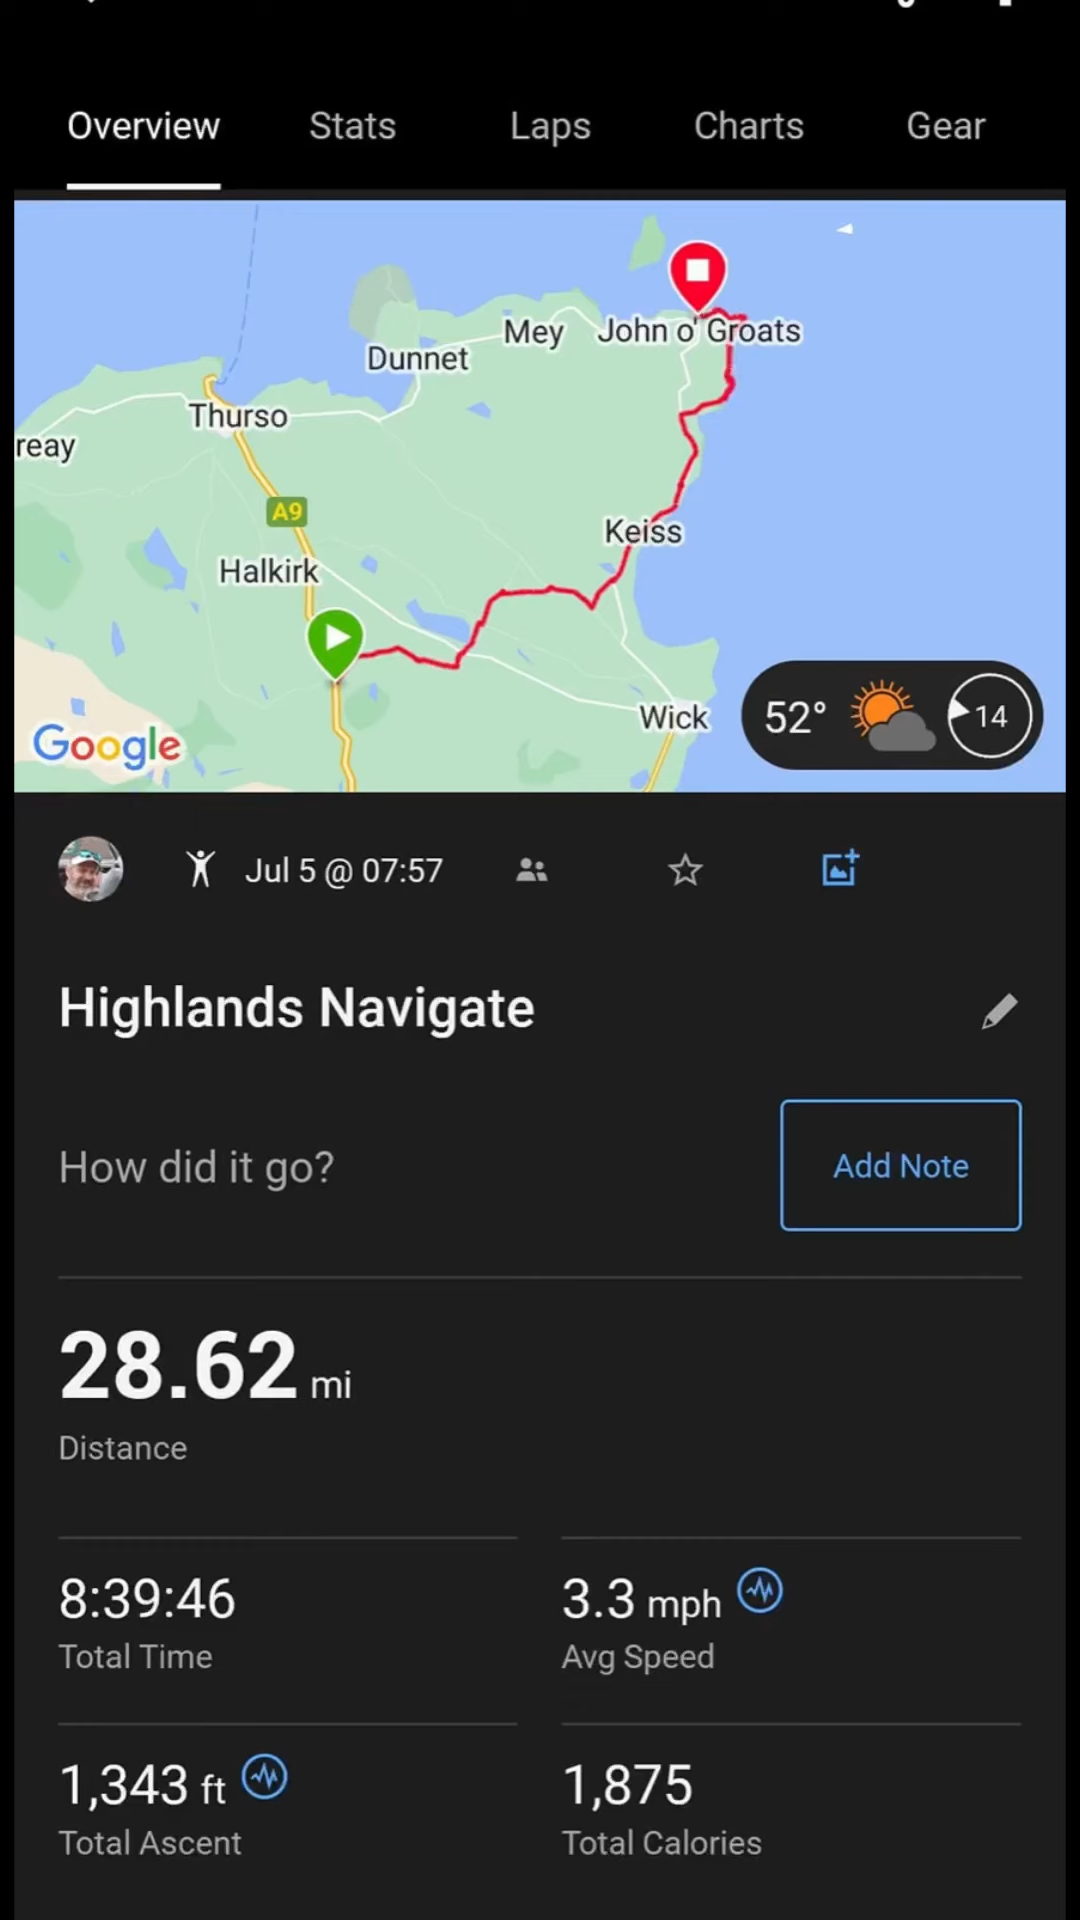 Overview Stats Laps Charts Gear
Mey John o' Groats
Dunnet
Thurso
reay
A9
Keiss
Halkirk
Wick
52° 14
Google
Jul 5 @ 07:57
Highlands Navigate
How did it go? Add Note
28.62 mi
Distance
8:39:46 3.3 mph
Total Time Avg Speed
1,343 ft 1,875
Total Ascent Total Calories